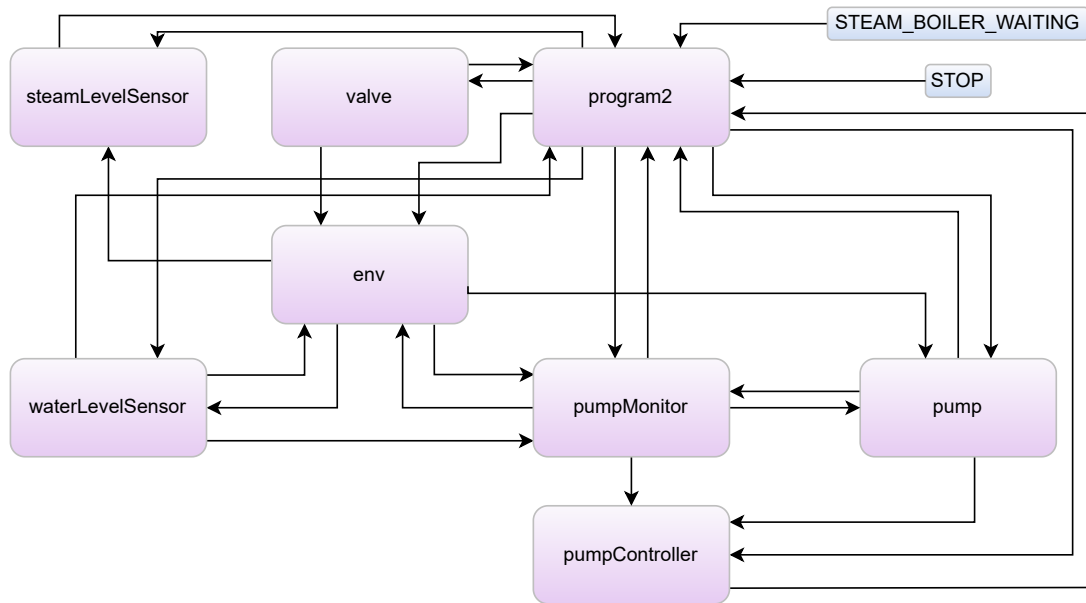 STEAM_BOILER_WAITING
STOP
steamLevelSensor
valve
program2
env
waterLevelSensor
pumpMonitor
pump
pumpController